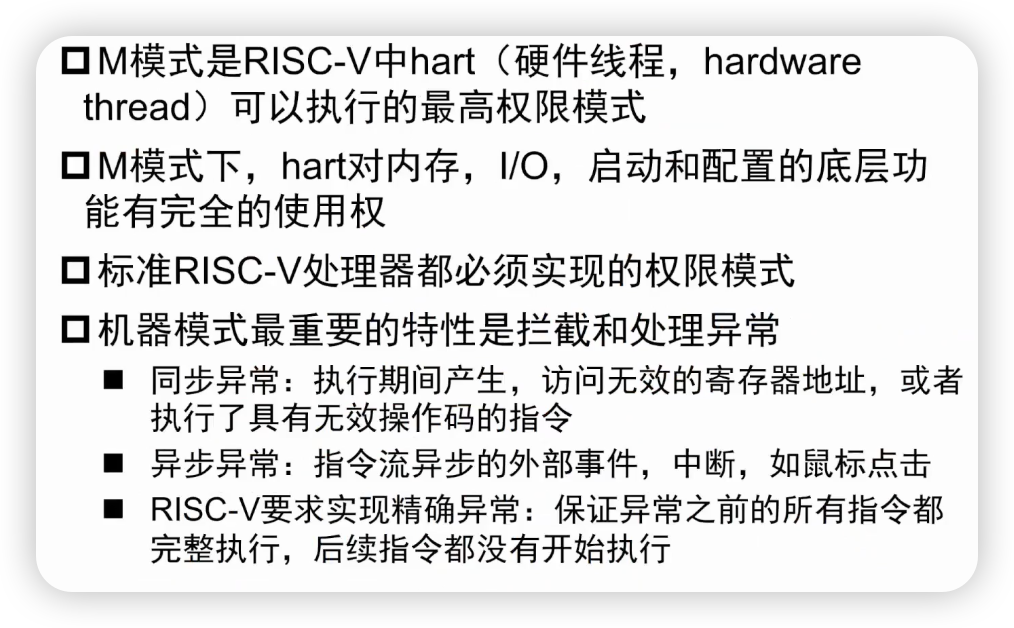 M模式是RISC-V中hart（硬件线程，hardware
thread）可以执行的最高权限模式
M模式下，hart对内存，I/O，启动和配置的底层功
能有完全的使用权
标准RISC-V处理器都必须实现的权限模式
机器模式最重要的特性是拦截和处理异常
同步异常：执行期间产生，访问无效的寄存器地址，或者
执行了具有无效操作码的指令
异步异常：指令流异步的外部事件，中断，如鼠标点击
RISC-V要求实现精确异常：保证异常之前的所有指令都
完整执行，后续指令都没有开始执行